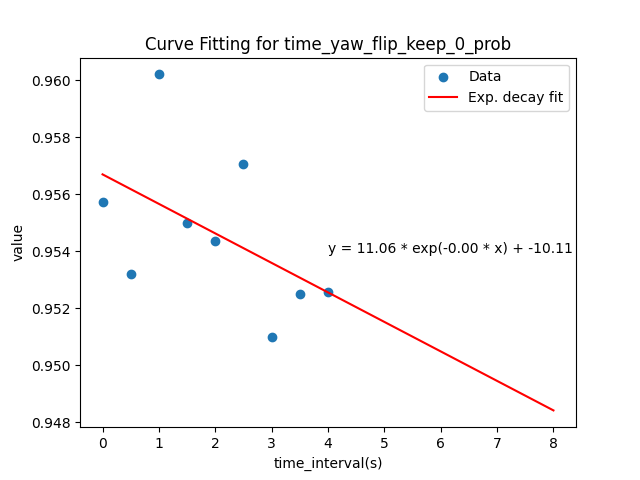 Curve Fitting for time_yaw_flip_keep_0_prob
Data
Exp. decay fit
y = 11.06 * exp(-0.00 * x) + -10.11
value
0.960
0.958
0.956
0.954
0.952
0.950
0.948
0 1 2 3 4 5 6 7 8
time_interval(s)